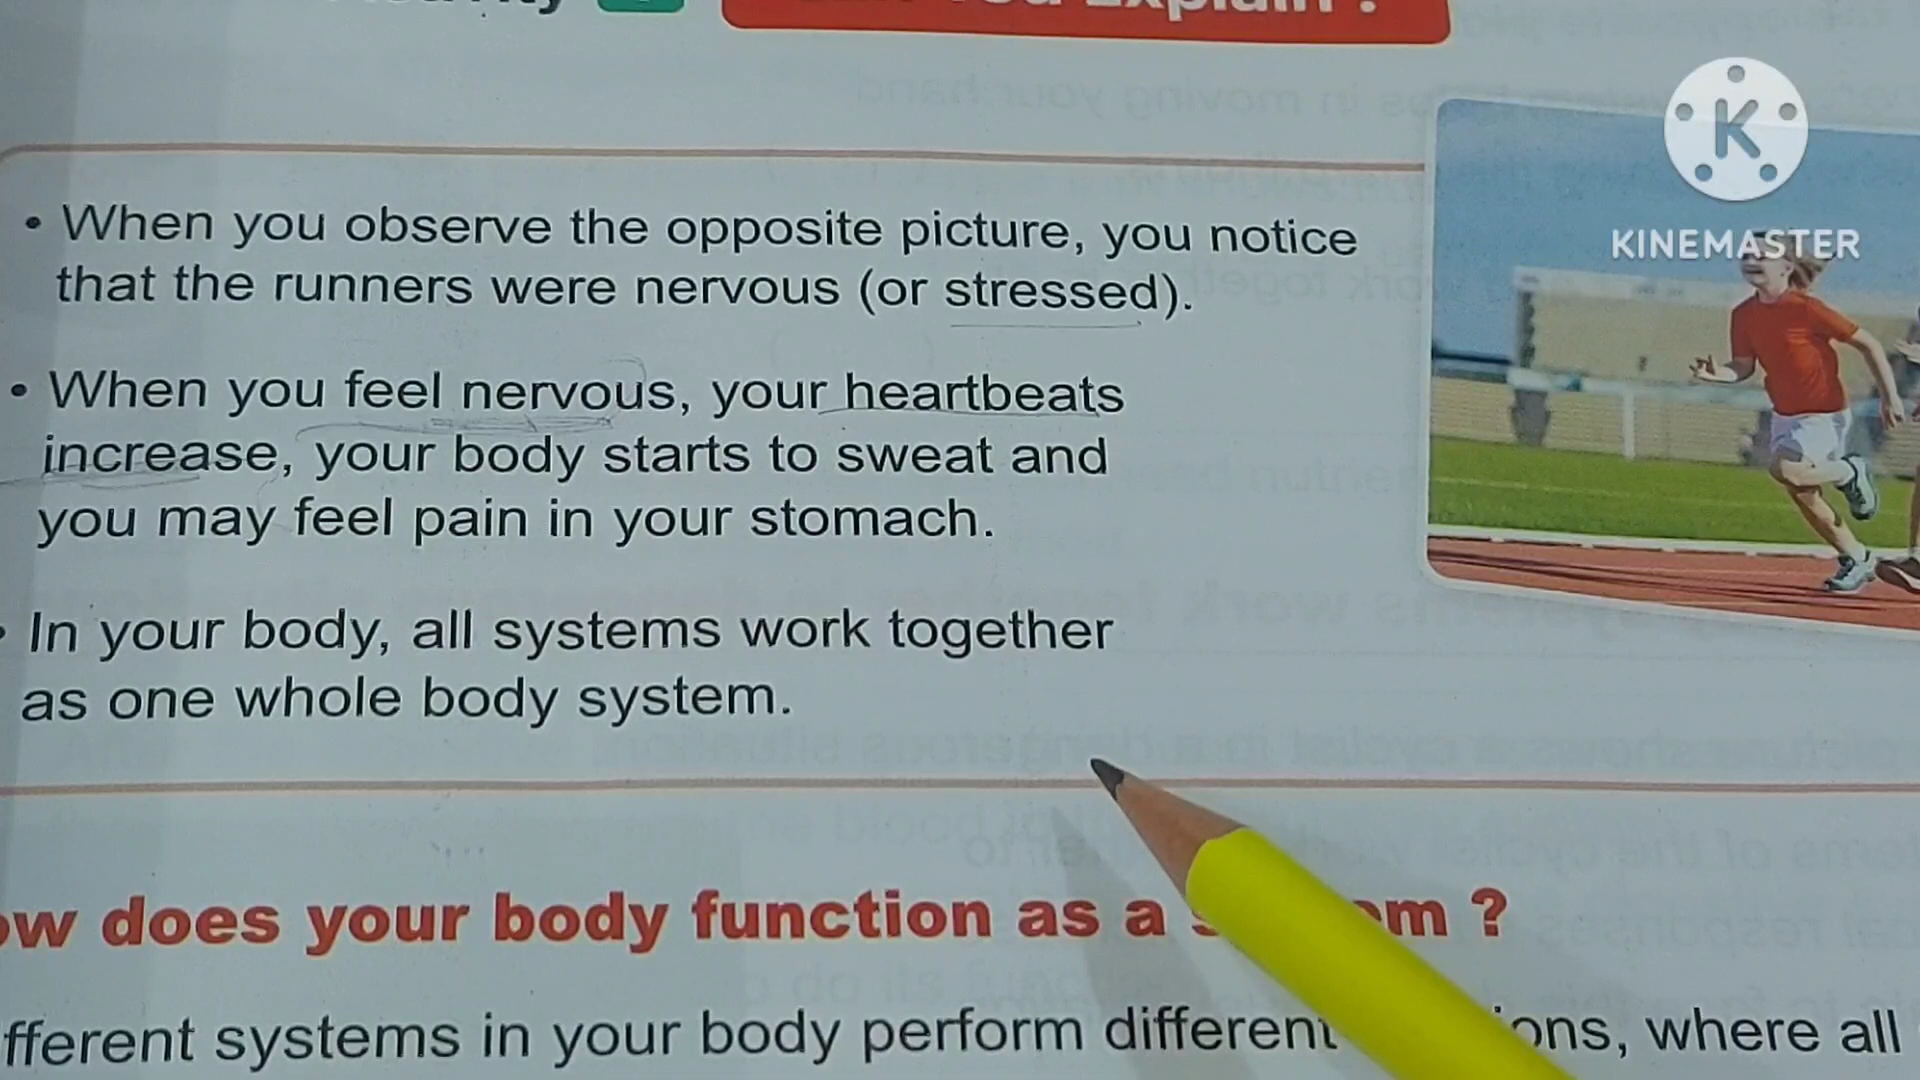 Explain ?
K
KINEMASTER
• When you observe the opposite picture, you notice
that the runners were nervous (or stressed).
• When you feel nervous, your heartbeats
increase, your body starts to sweat and
you may feel pain in your stomach.
• In your body, all systems work together
as one whole body system.
does your body function as a ?
systems in your body perform different where all